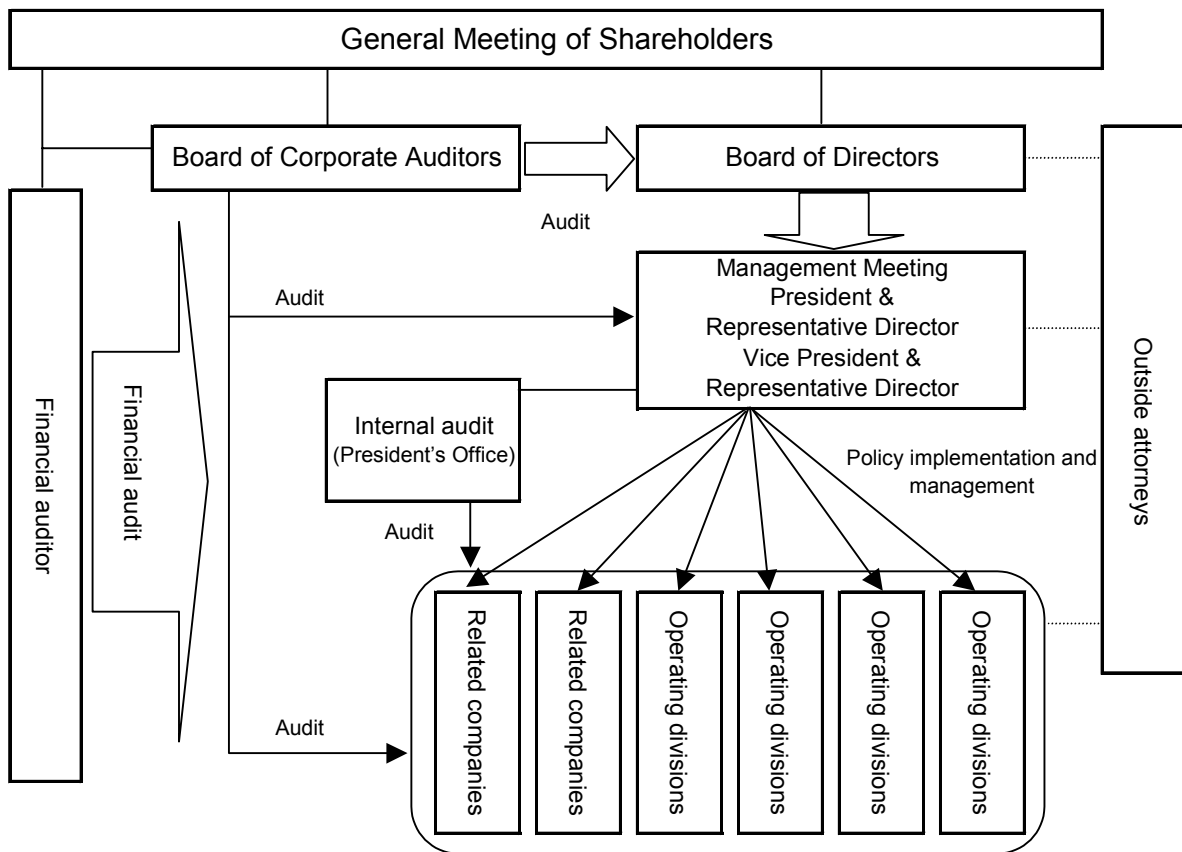 General Meeting of Shareholders
Board of Corporate Auditors
Board of Directors
Audit
Management Meeting
President &
Representative Director
Vice President &
Representative Director
Audit
Financial auditor
Financial audit
Internal audit
(President's Office)
Policy implementation and
management
Outside attorneys
Audit
Related companies
Related companies
Operating divisions
Operating divisions
Operating divisions
Operating divisions
Audit